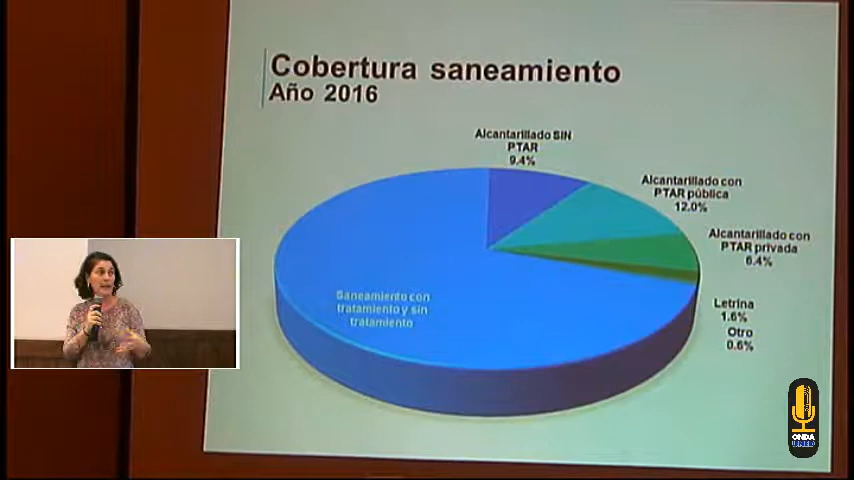 Cobertura saneamiento
Año 2016
Alcantarillado SIN
PTAR
9.4%
Alcantarillado con
PTAR pública
12.0%
Alcantarillado con
PTAR privada
6.4%
Letrina
1.6%
Otro
0.6%
Saneamiento con
tratamiento y sin
tratamiento
ONDA
UNED